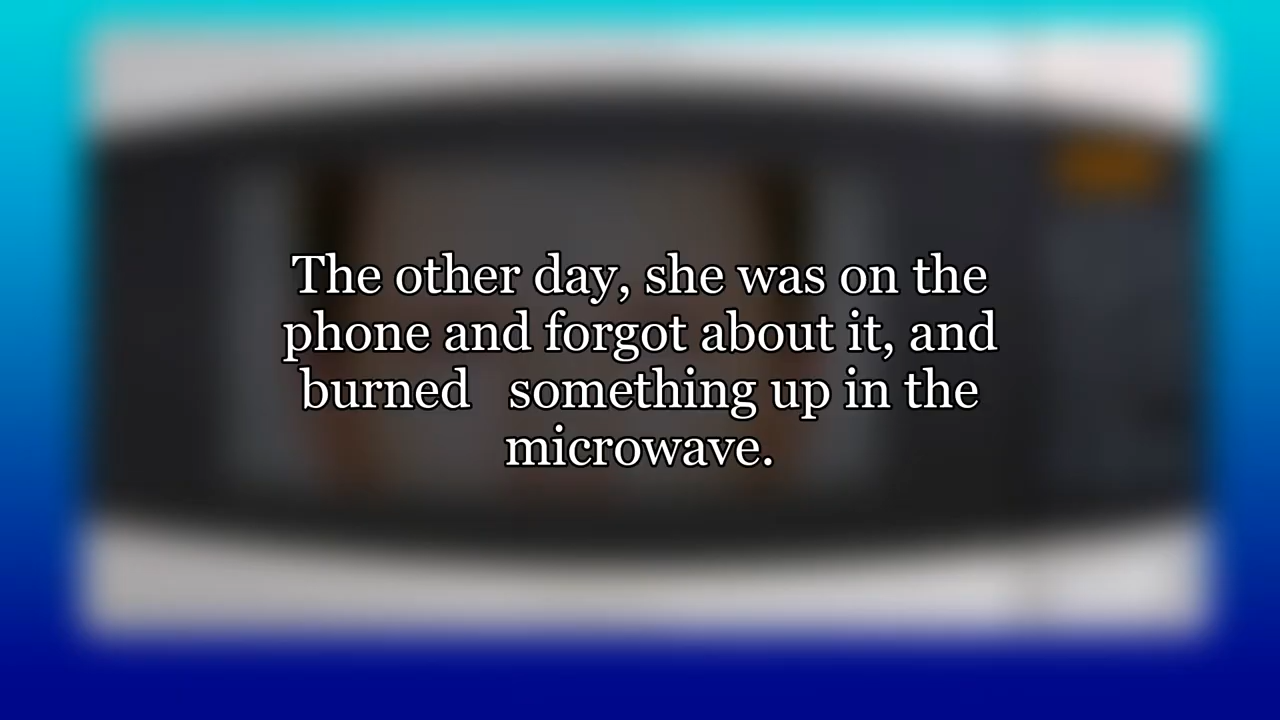 The other day, she was on the
phone and forgot about it, and
burned   something up in the
microwave.